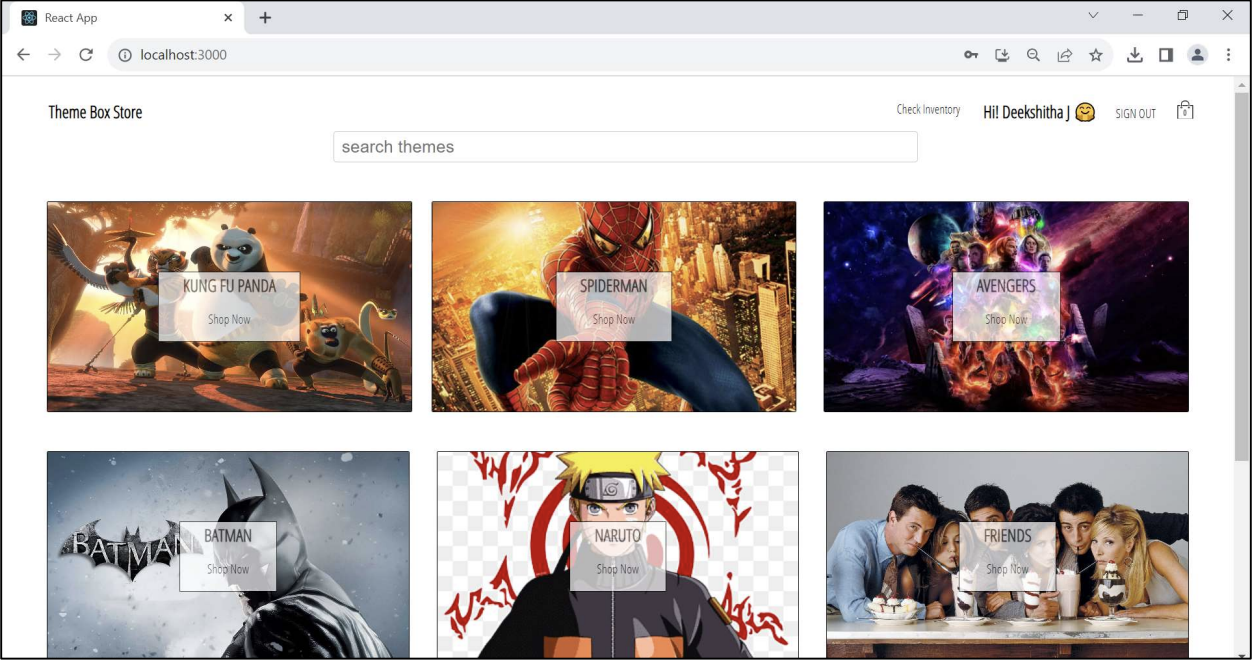 React App
localhost:3000
Theme Box Store
Check Inventory
Hi! Deekshitha J 🤗
SIGN OUT
0
search themes
KUNG FU PANDA
Shop Now
SPIDERMAN
Shop Now
AVENGERS
Shop Now
BATMAN
BATMAN
Shop Now
NARUTO
Shop Now
FRIENDS
Shop Now